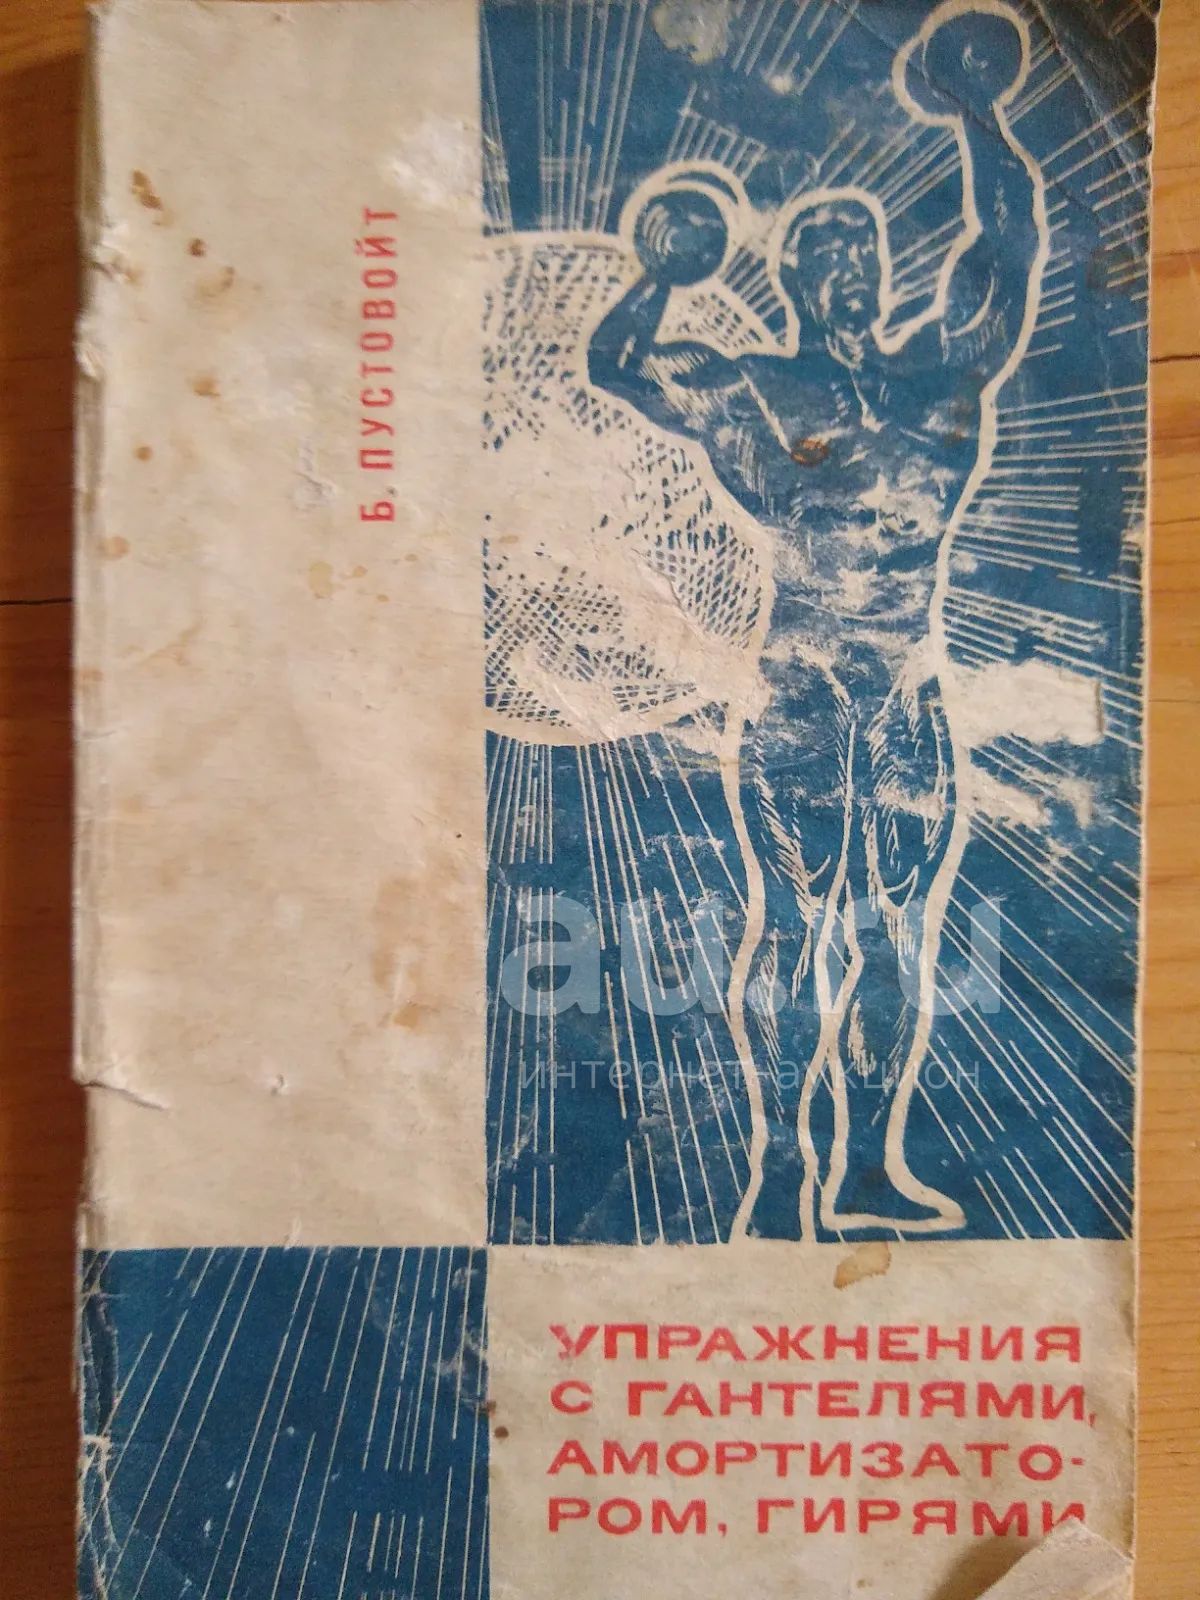 Б. ПУСТОВОЙТ
au.ru
интернет-аукцион
УПРАЖНЕНИЯ
С ГАНТЕЛЯМИ,
АМОРТИЗАТО-
РОМ, ГИРЯМИ